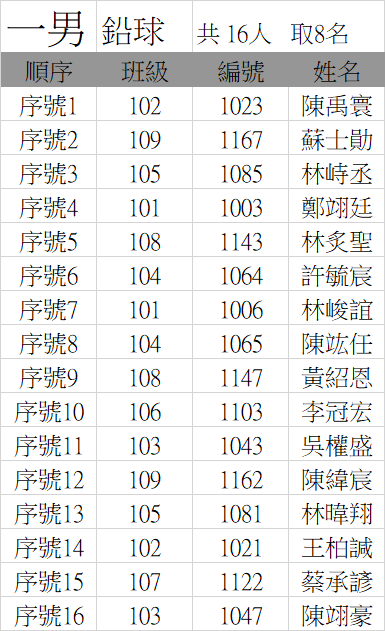 一男 鉛球 共 16人 取8名
順序 班級 編號 姓名
序號1 102 1023 陳禹寰
序號2 109 1167 蘇士勛
序號3 105 1085 林峙丞
序號4 101 1003 鄭翊廷
序號5 108 1143 林炙聖
序號6 104 1064 許毓宸
序號7 101 1006 林峻誼
序號8 104 1065 陳竑任
序號9 108 1147 黃紹恩
序號10 106 1103 李冠宏
序號11 103 1043 吳權盛
序號12 109 1162 陳緯宸
序號13 105 1081 林暐翔
序號14 102 1021 王柏諴
序號15 107 1122 蔡承諺
序號16 103 1047 陳翊豪